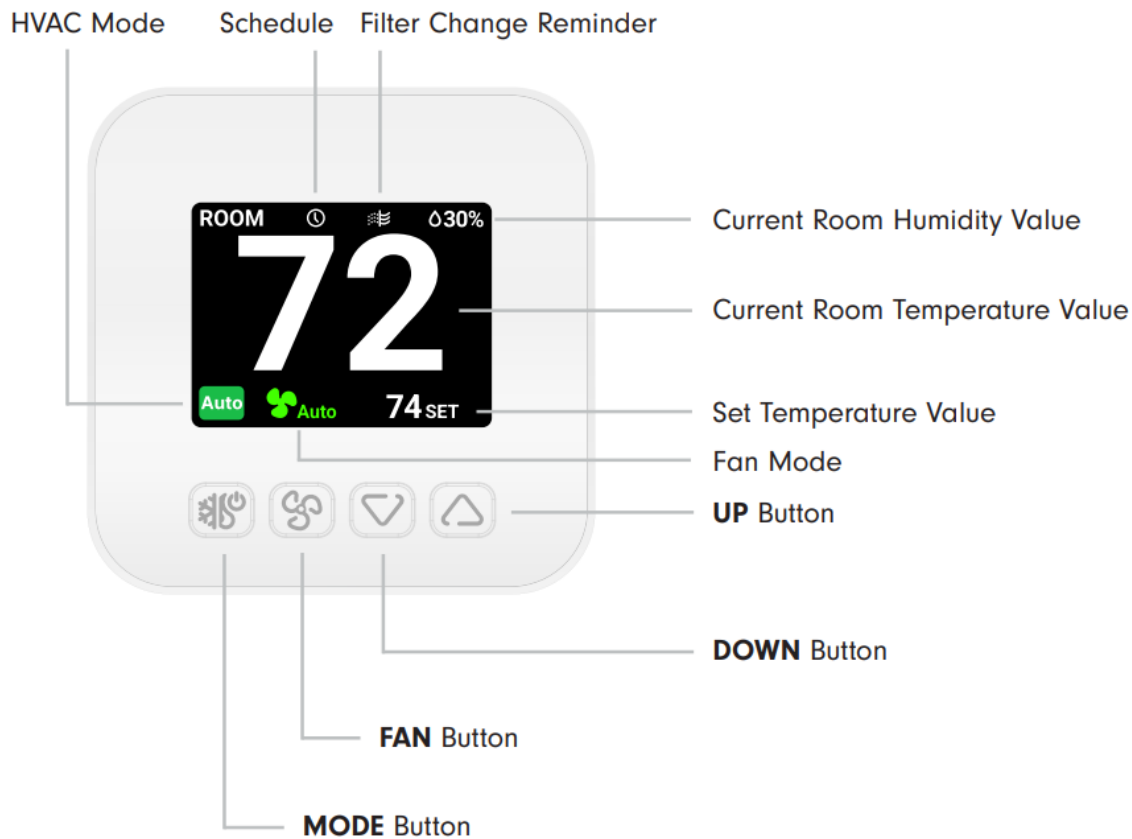 HVAC Mode Schedule Filter Change Reminder
ROOM 30%
Current Room Humidity Value
72
Current Room Temperature Value
Auto Auto 74 SET
Set Temperature Value
Fan Mode
UP Button
DOWN Button
FAN Button
MODE Button